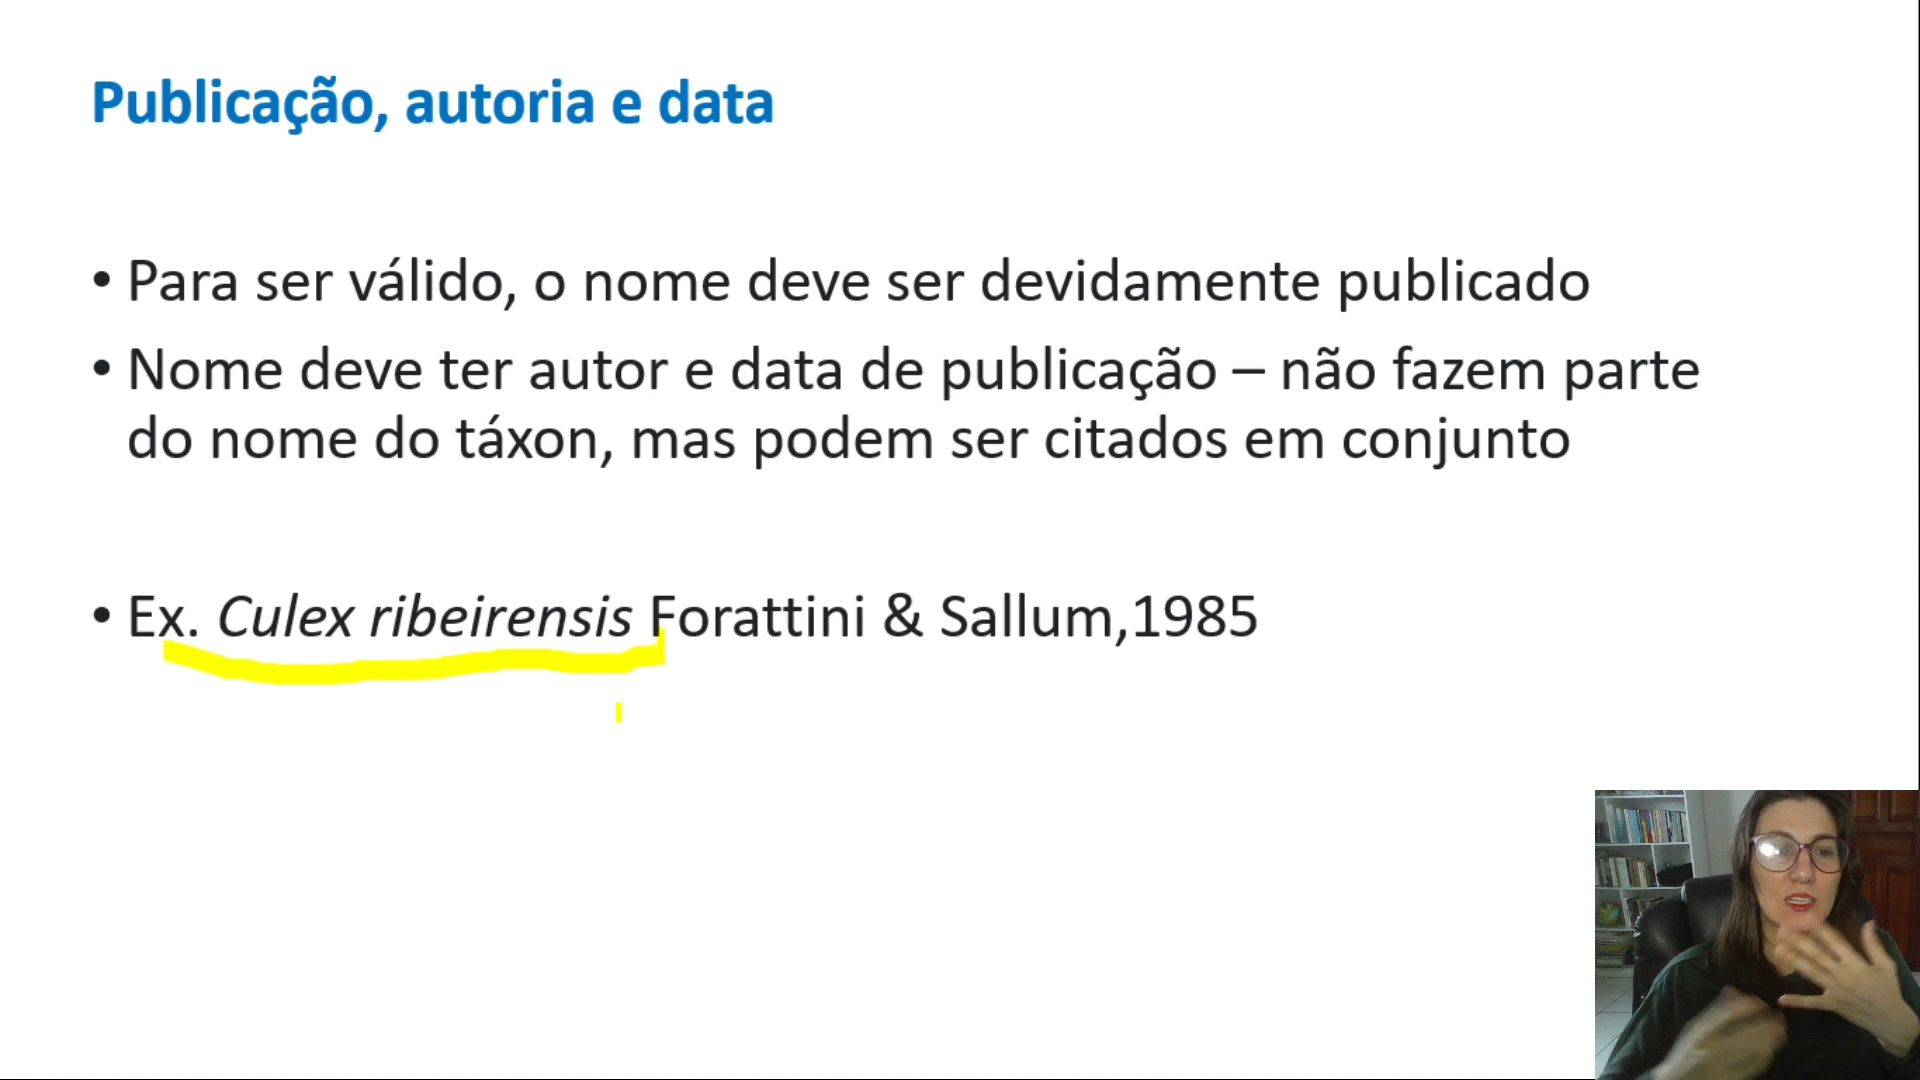 Publicação, autoria e data
• Para ser válido, o nome deve ser devidamente publicado
• Nome deve ter autor e data de publicação – não fazem parte
do nome do táxon, mas podem ser citados em conjunto
• Ex. Culex ribeirensis Forattini & Sallum,1985